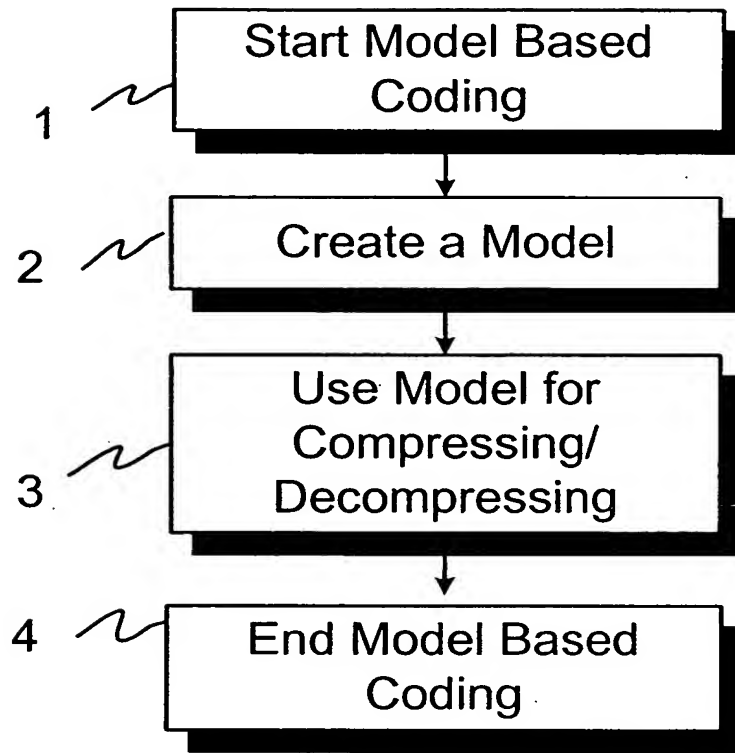 Start Model Based
Coding
1
Create a Model
2
Use Model for
Compressing/
Decompressing
3
End Model Based
Coding
4